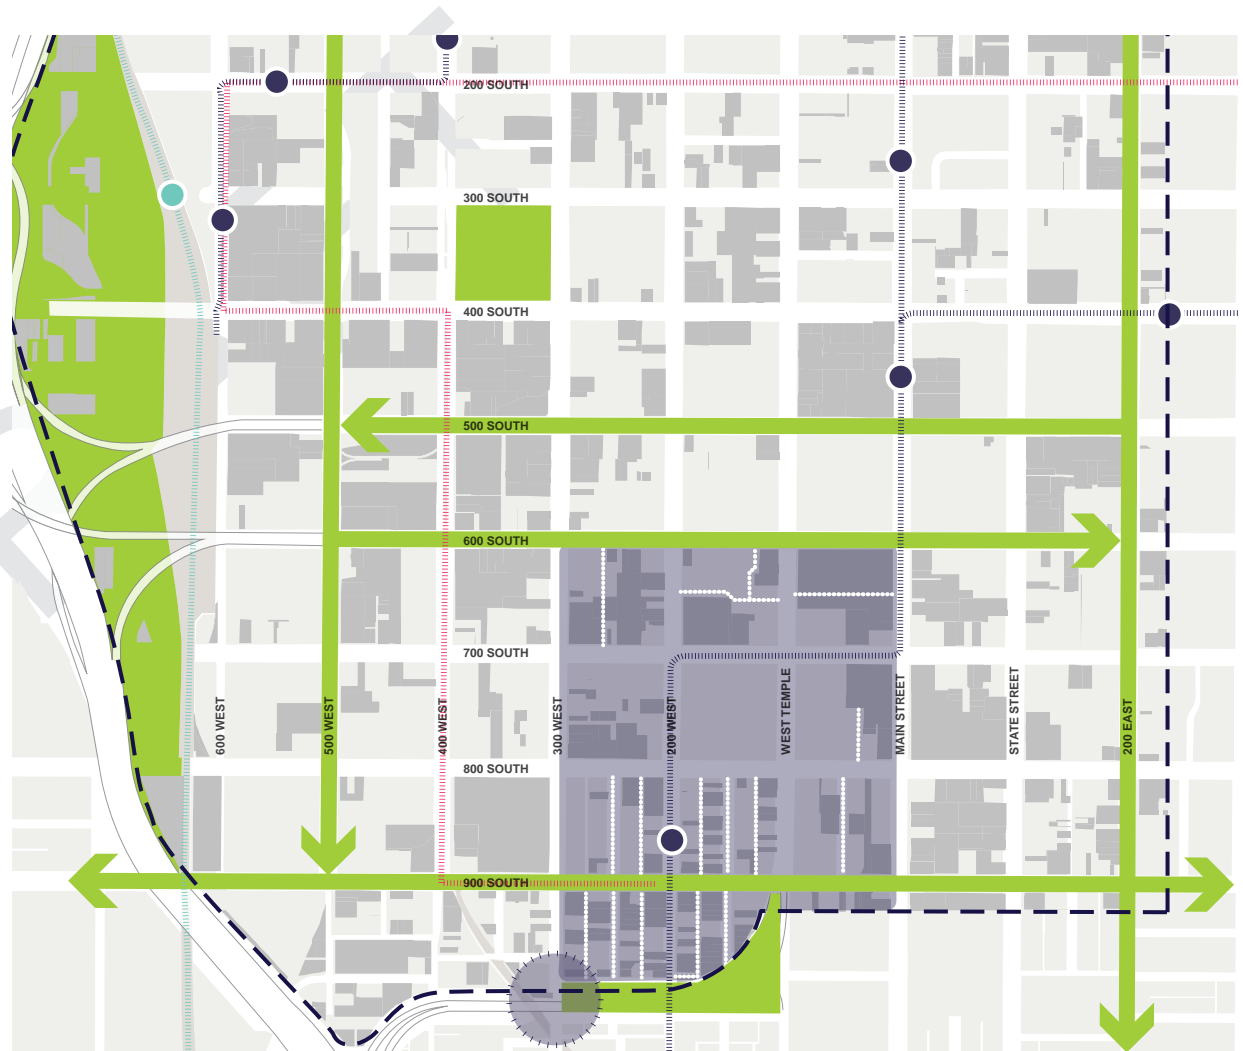 200 SOUTH
300 SOUTH
400 SOUTH
500 SOUTH
600 SOUTH
700 SOUTH
600 WEST
500 WEST
400 WEST
300 WEST
200 WEST
WEST TEMPLE
MAIN STREET
STATE STREET
200 EAST
800 SOUTH
900 SOUTH